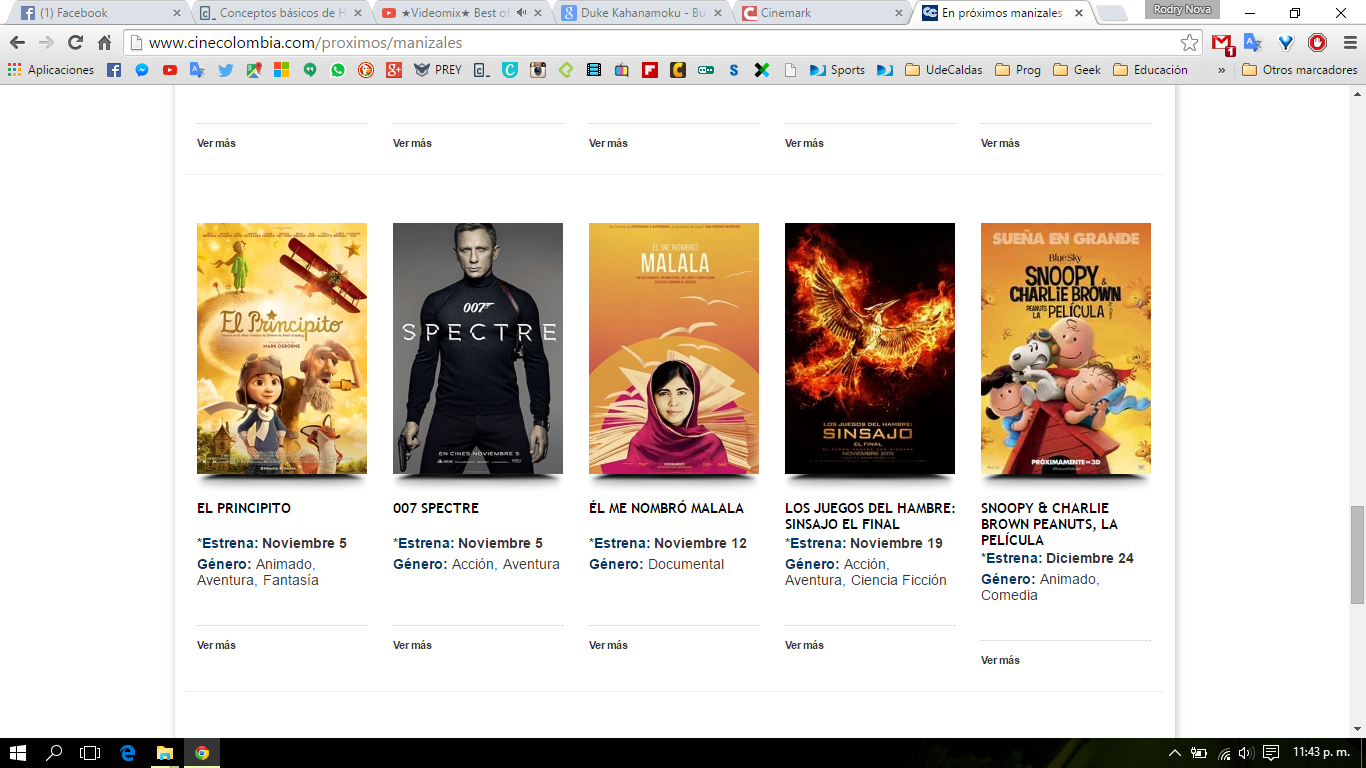 Rodry Nova
(1) Facebook
Conceptos básicos de H
★Videomix★ Best of
Duke Kahanamoku - Bu
Cinemark
En próximos manizales
www.cinecolombia.com/proximos/manizales
1
Aplicaciones
PREY
Sports
UdeCaldas
Prog
Geek
Educación
»
Otros marcadores
Ver más
Ver más
Ver más
Ver más
Ver más
El Principito
MARK OSBORNE
007
SPECTRE
EN CINES NOVIEMBRE 5
ÉL ME NOMBRÓ
MALALA
LOS JUEGOS DEL HAMBRE:
SINSAJO
EL FINAL
NOVIEMBRE 2015
SUEÑA EN GRANDE
BlueSky
SNOOPY &
CHARLIE BROWN
PEANUTS LA PELÍCULA
PRÓXIMAMENTE EN 3D
EL PRINCIPITO
*Estrena: Noviembre 5
Género: Animado,
Aventura, Fantasía
Ver más
007 SPECTRE
*Estrena: Noviembre 5
Género: Acción, Aventura
Ver más
ÉL ME NOMBRÓ MALALA
*Estrena: Noviembre 12
Género: Documental
Ver más
LOS JUEGOS DEL HAMBRE:
SINSAJO EL FINAL
*Estrena: Noviembre 19
Género: Acción,
Aventura, Ciencia Ficción
Ver más
SNOOPY & CHARLIE
BROWN PEANUTS, LA
PELÍCULA
*Estrena: Diciembre 24
Género: Animado,
Comedia
Ver más
11:43 p. m.